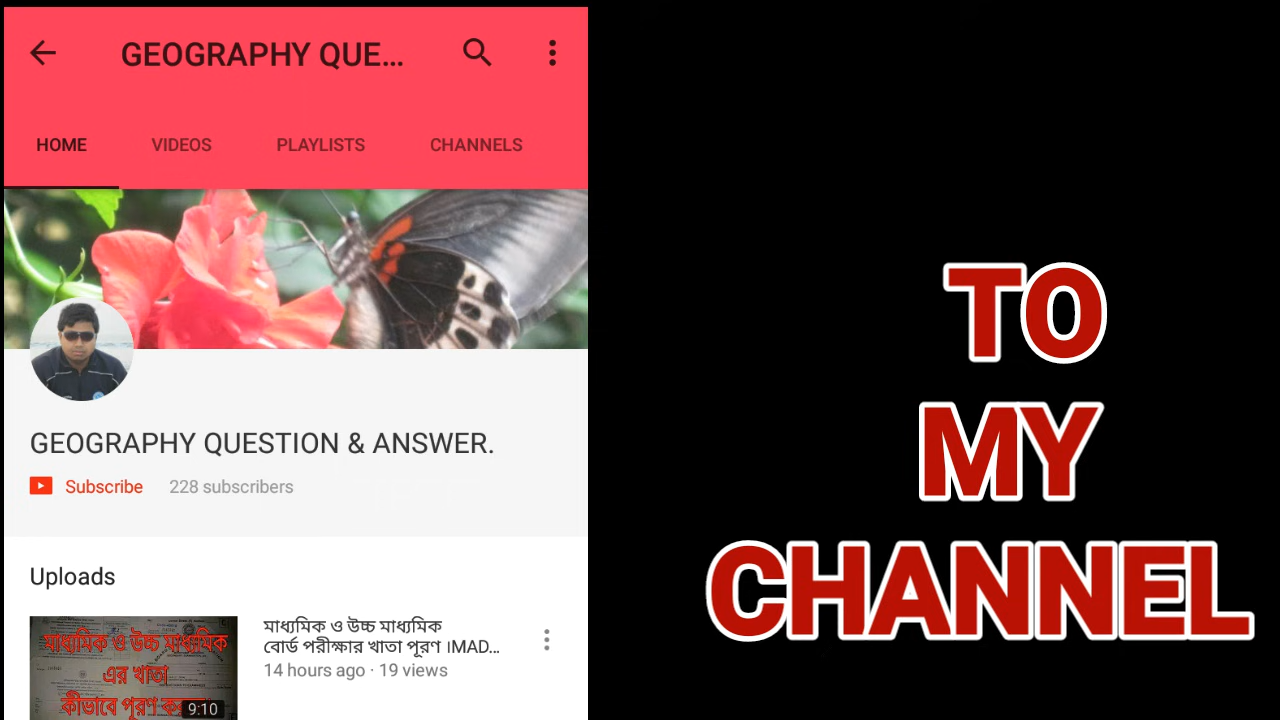 GEOGRAPHY QUE...
HOME VIDEOS PLAYLISTS CHANNELS
GEOGRAPHY QUESTION & ANSWER.
Subscribe 228 subscribers
Uploads
মাধ্যমিক ও উচ্চ মাধ্যমিক
এর খাতা
কীভাবে পূরণ
9:10
মাধ্যমিক ও উচ্চ মাধ্যমিক
বোর্ড পরীক্ষার খাতা পূরণ ।MAD...
14 hours ago · 19 views
TO
MY
CHANNEL